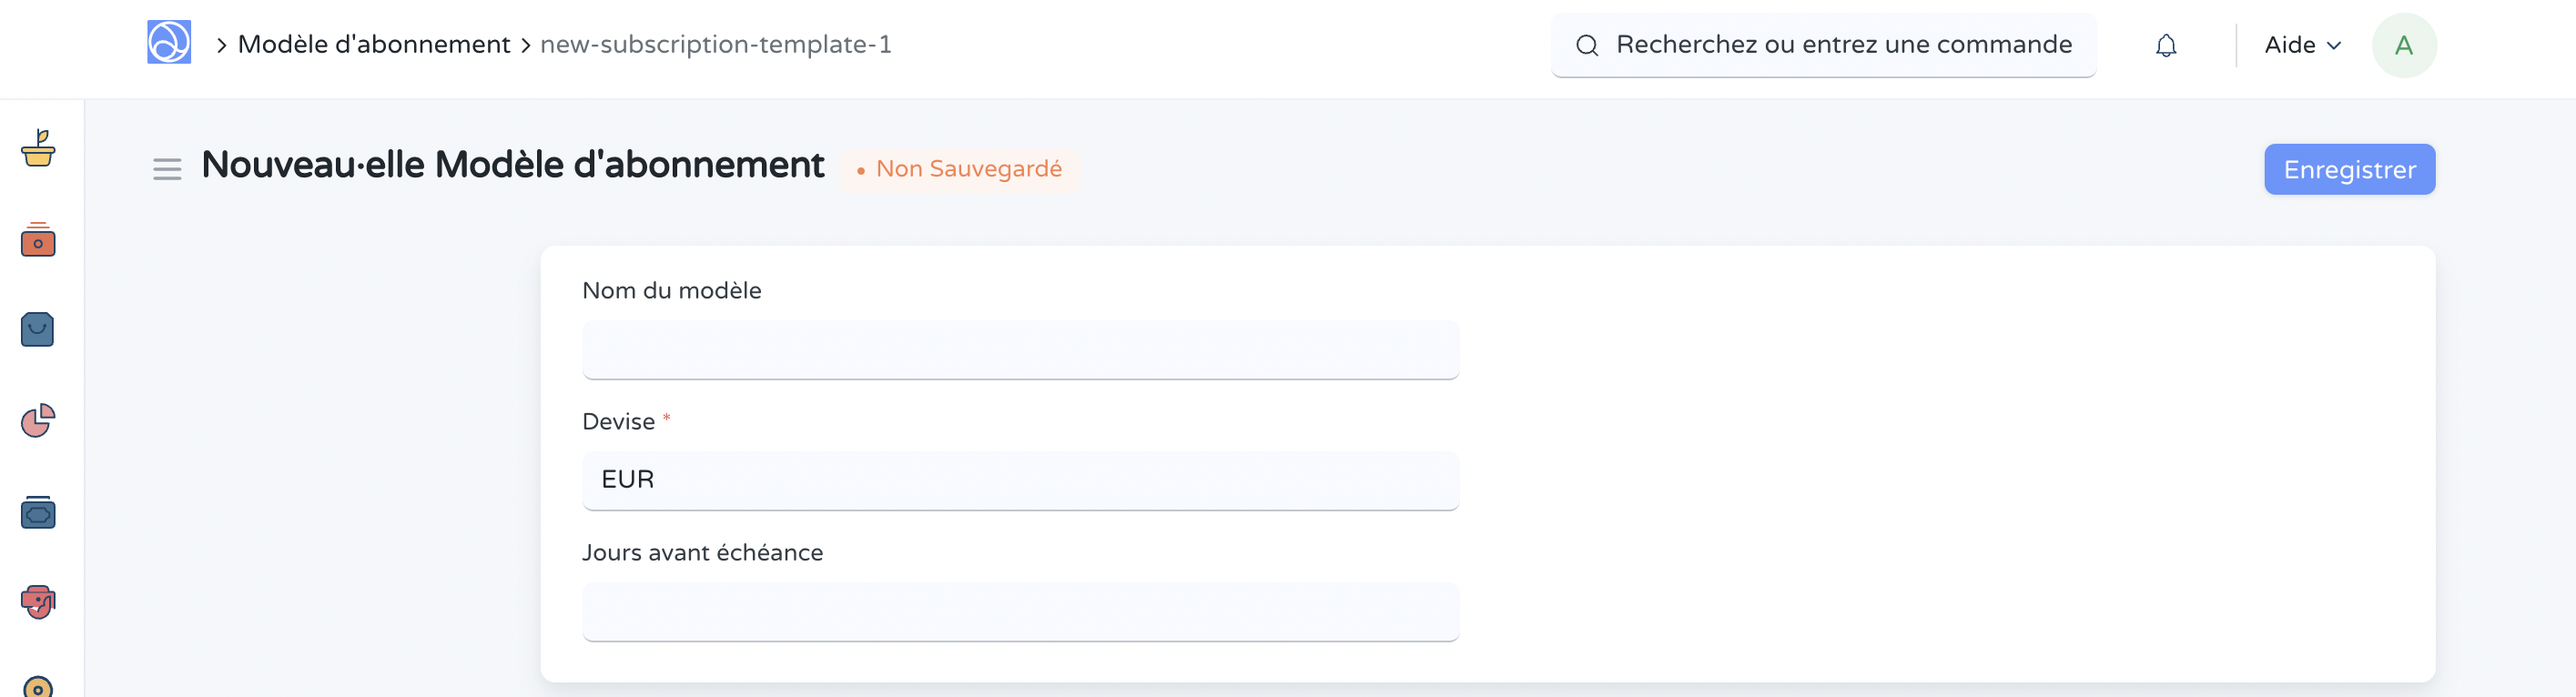 Modèle d'abonnement new-subscription-template-1
Recherchez ou entrez une commande
Aide
A
Nouveau·elle Modèle d'abonnement
• Non Sauvegardé
Enregistrer
Nom du modèle
Devise *
EUR
Jours avant échéance